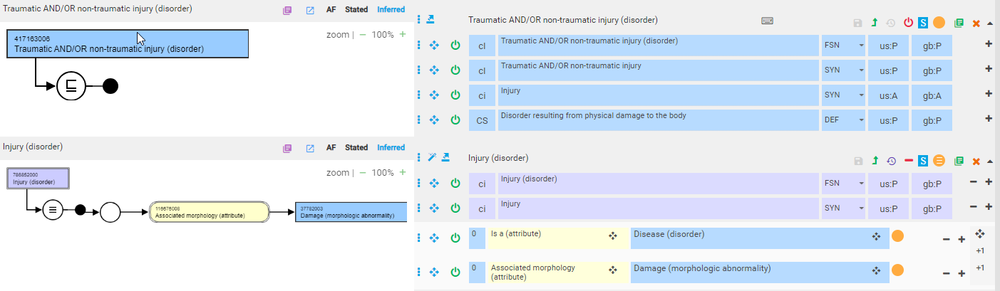 Traumatic AND/OR non-traumatic injury (disorder)
AF Stated Inferred
zoom | − 100% +
417163006
Traumatic AND/OR non-traumatic injury (disorder)
⊑
Injury (disorder)
AF Stated Inferred
zoom | − 100% +
788852000
Injury (disorder)
≡
116676008
Associated morphology (attribute)
37782003
Damage (morphologic abnormality)
Traumatic AND/OR non-traumatic injury (disorder)
S
cI Traumatic AND/OR non-traumatic injury (disorder) FSN us:P gb:P +
cI Traumatic AND/OR non-traumatic injury SYN us:P gb:P +
ci Injury SYN us:A gb:A +
CS Disorder resulting from physical damage to the body DEF us:P gb:P +
Injury (disorder)
S
ci Injury (disorder) FSN us:P gb:P − +
ci Injury SYN us:P gb:P − +
0 Is a (attribute) Disease (disorder) − +
+1
0 Associated morphology (attribute) Damage (morphologic abnormality) − +
+1